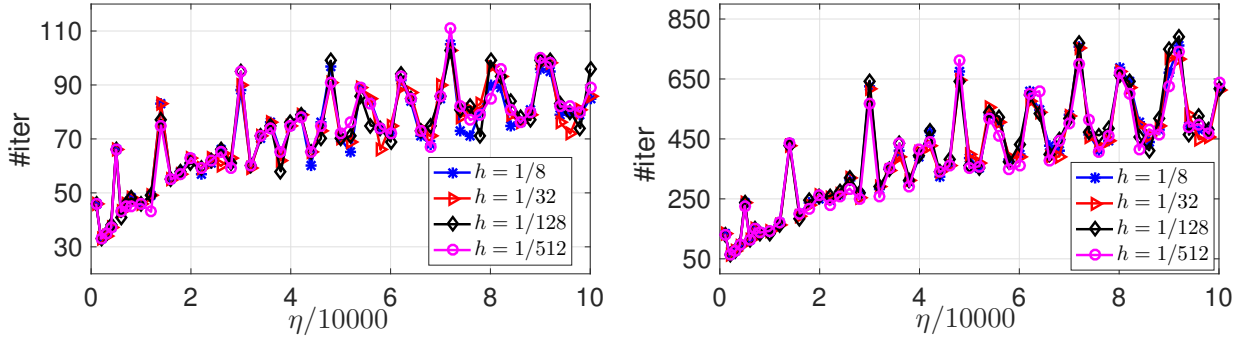 #iter
110
90
70
50
30
h = 1/8
h = 1/32
h = 1/128
h = 1/512
0 2 4 6 8 10
η/10000
#iter
850
650
450
250
50
h = 1/8
h = 1/32
h = 1/128
h = 1/512
0 2 4 6 8 10
η/10000